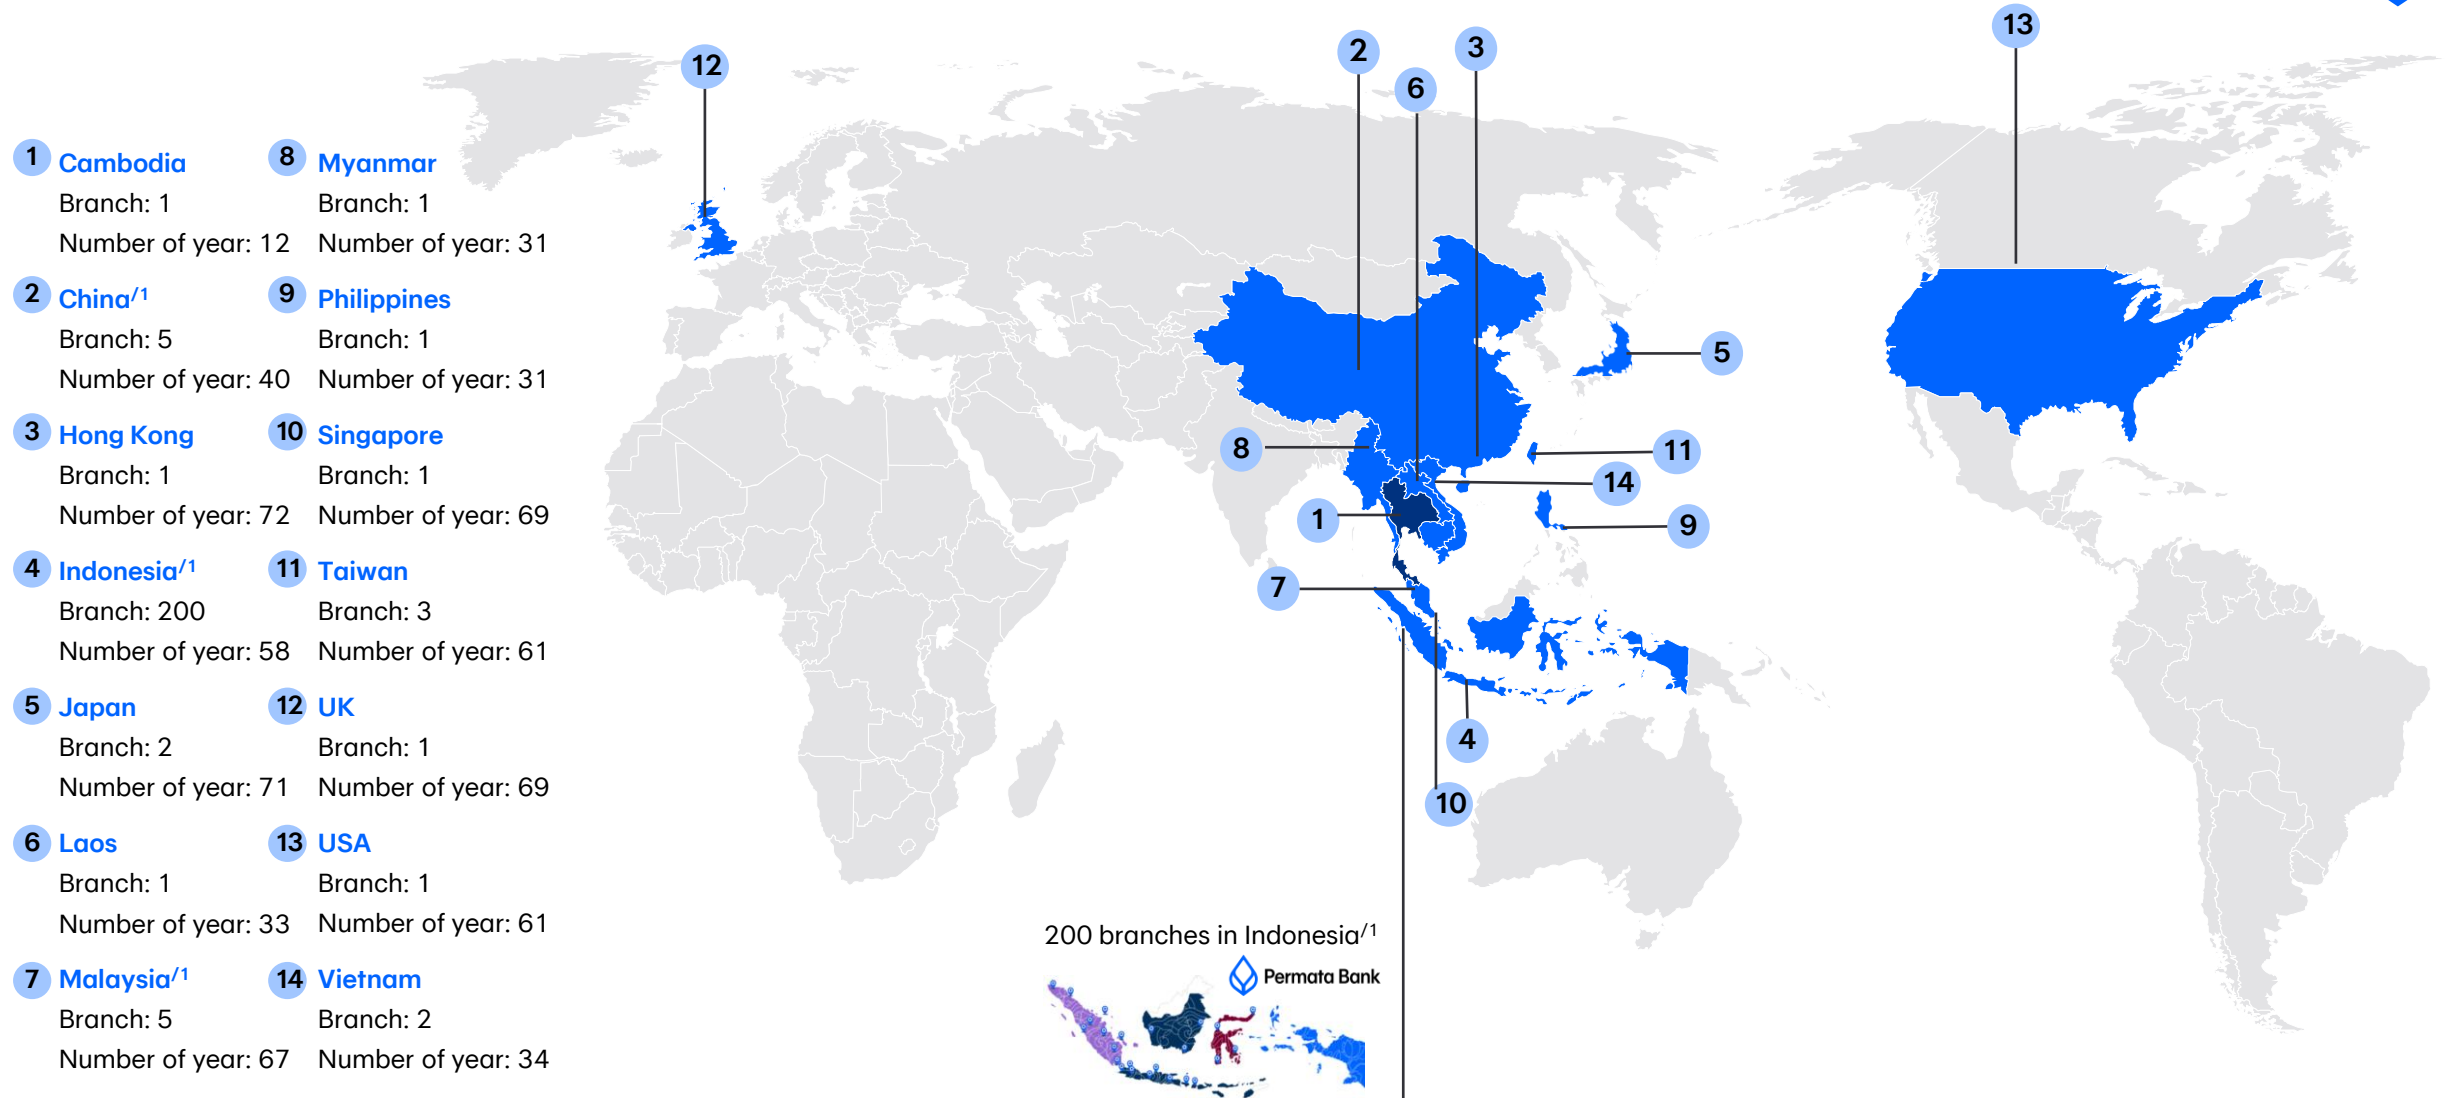 1 Cambodia
Branch: 1
Number of year: 12
2 China/1
Branch: 5
Number of year: 40
3 Hong Kong
Branch: 1
Number of year: 72
4 Indonesia/1
Branch: 200
Number of year: 58
5 Japan
Branch: 2
Number of year: 71
6 Laos
Branch: 1
Number of year: 33
7 Malaysia/1
Branch: 5
Number of year: 67
8 Myanmar
Branch: 1
Number of year: 31
9 Philippines
Branch: 1
Number of year: 31
10 Singapore
Branch: 1
Number of year: 69
11 Taiwan
Branch: 3
Number of year: 61
12 UK
Branch: 1
Number of year: 69
13 USA
Branch: 1
Number of year: 61
14 Vietnam
Branch: 2
Number of year: 34
12
2
6
3
13
5
8
11
14
1
9
7
4
10
200 branches in Indonesia/1
Permata Bank